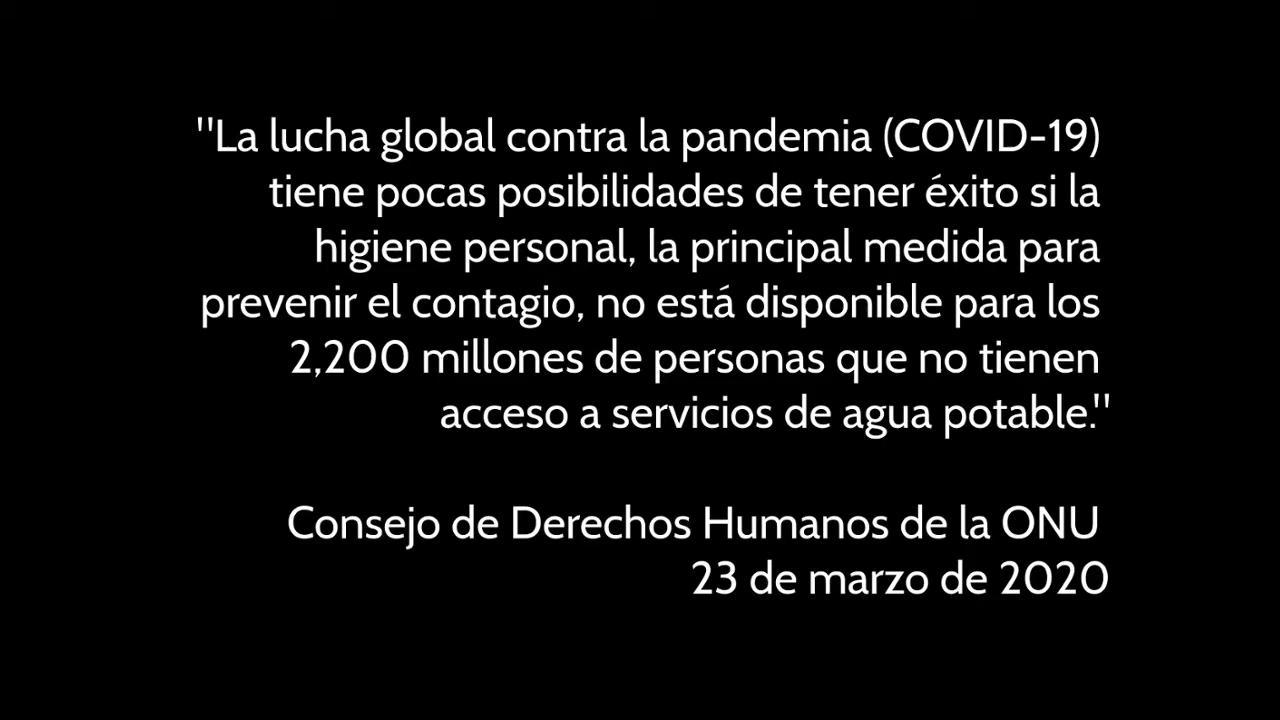 "La lucha global contra la pandemia (COVID-19)
tiene pocas posibilidades de tener éxito si la
higiene personal, la principal medida para
prevenir el contagio, no está disponible para los
2,200 millones de personas que no tienen
acceso a servicios de agua potable."
Consejo de Derechos Humanos de la ONU
23 de marzo de 2020